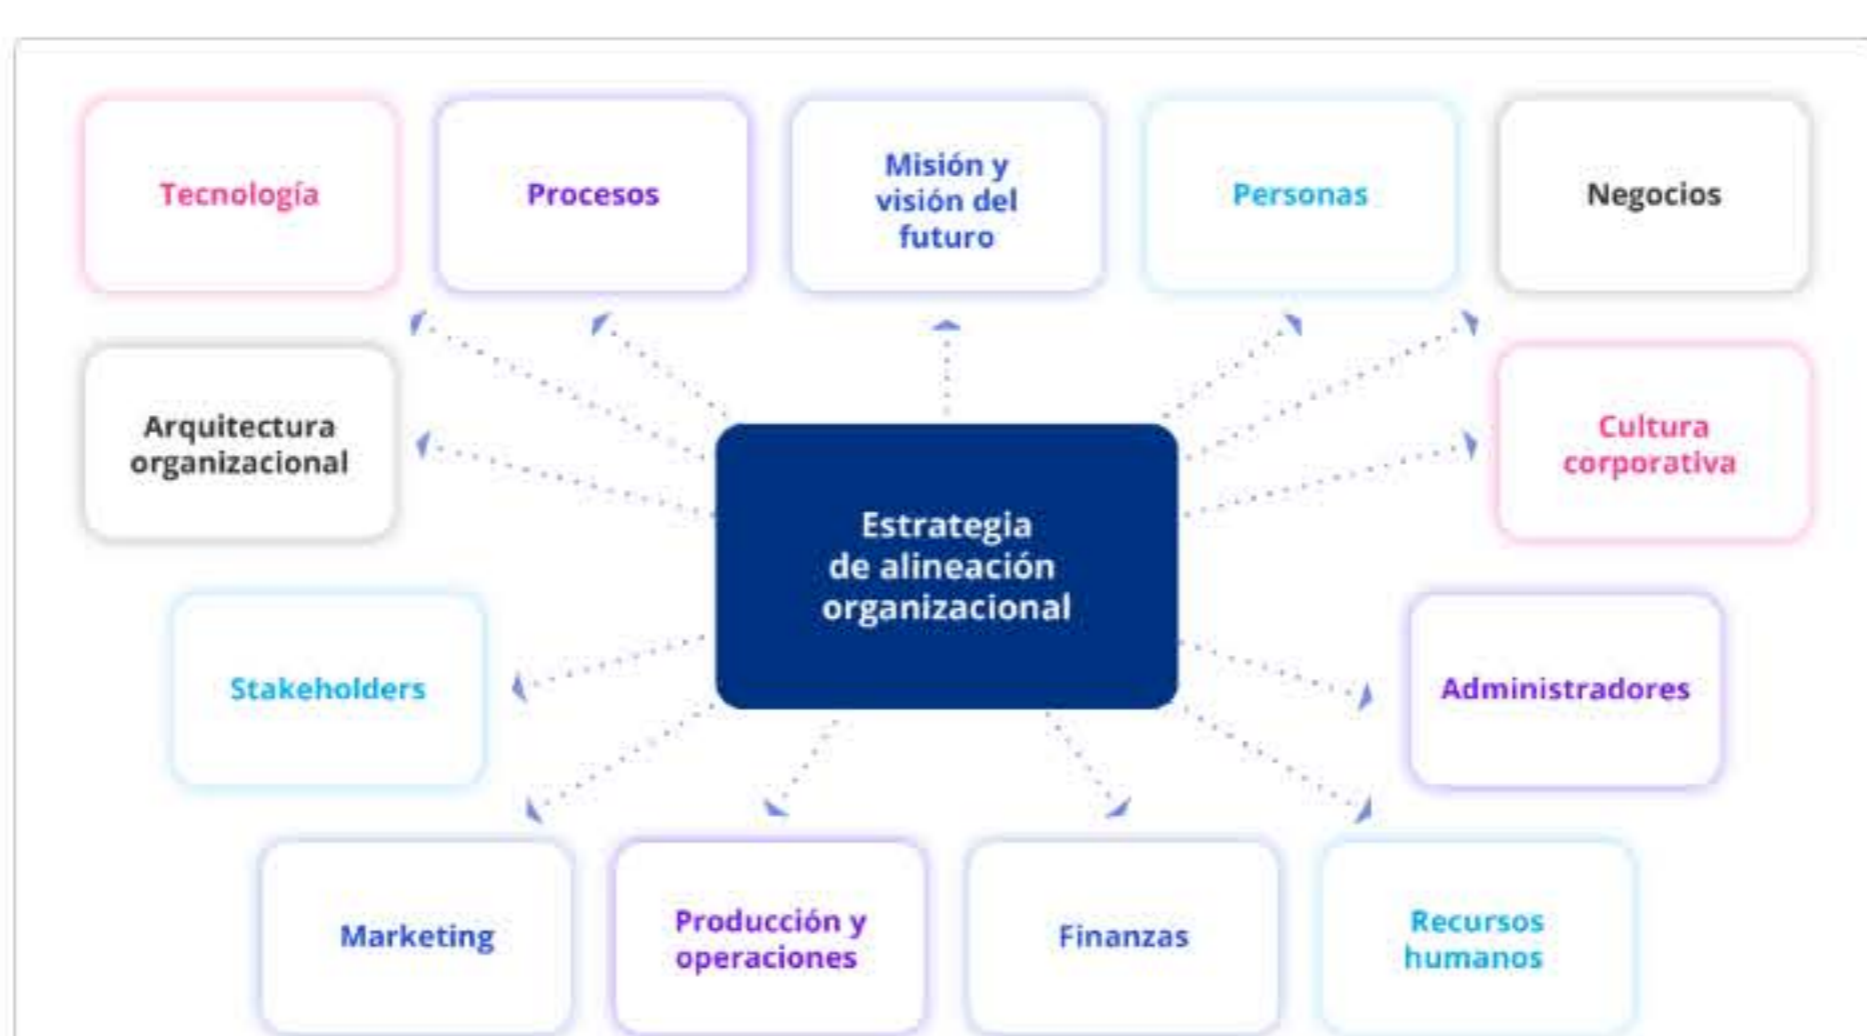 Tecnología
Procesos
Misión y
visión del
futuro
Personas
Negocios
Arquitectura
organizacional
Cultura
corporativa
Estrategia
de alineación
organizacional
Stakeholders
Administradores
Marketing
Producción y
operaciones
Finanzas
Recursos
humanos